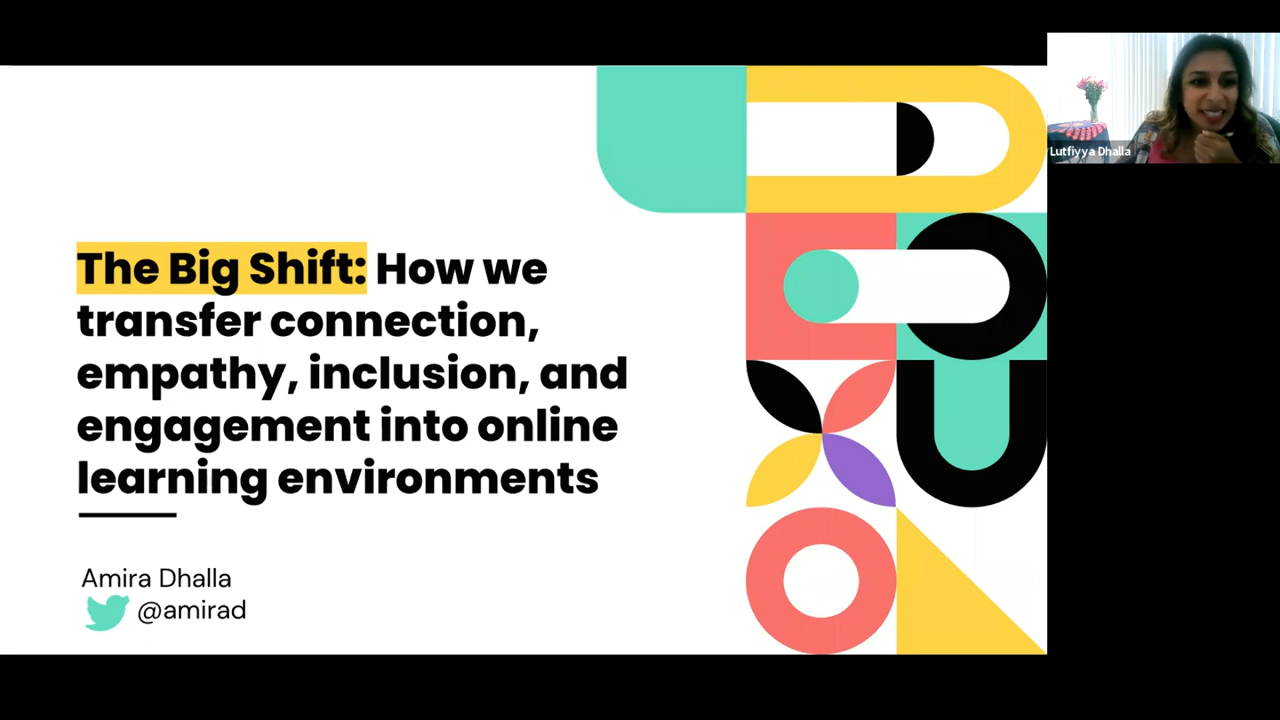 The Big Shift: How we
transfer connection,
empathy, inclusion, and
engagement into online
learning environments
Amira Dhalla
@amirad
Lutfiyya Dhalla